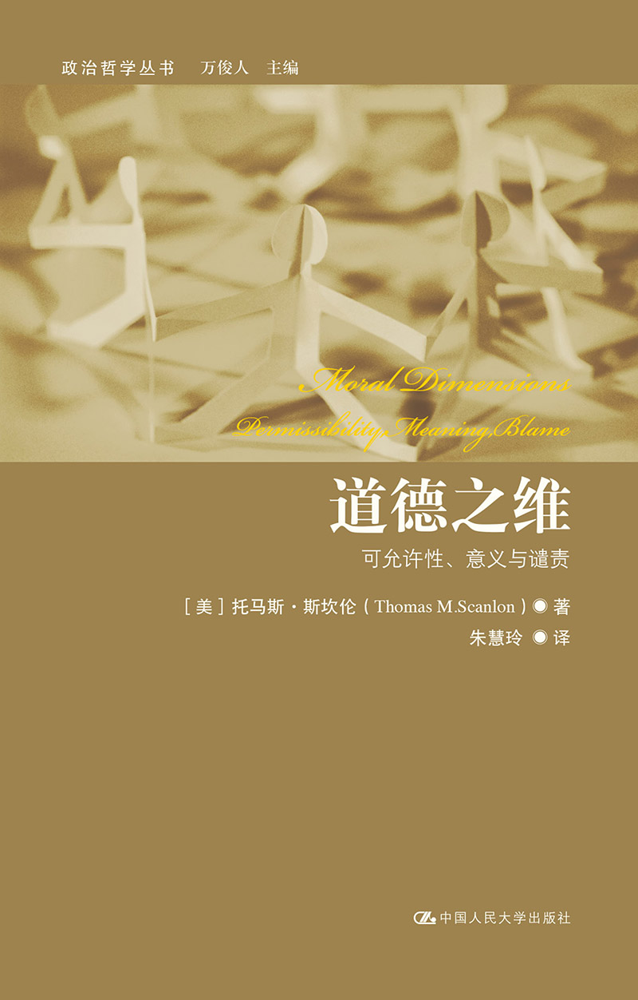 政治哲学丛书 万俊人 主编
Moral Dimensions
Permissibility, Meaning, Blame
道德之维
可允许性、意义与谴责
［美］托马斯·斯坎伦（Thomas M.Scanlon）◉ 著
朱慧玲 ◉ 译
中国人民大学出版社